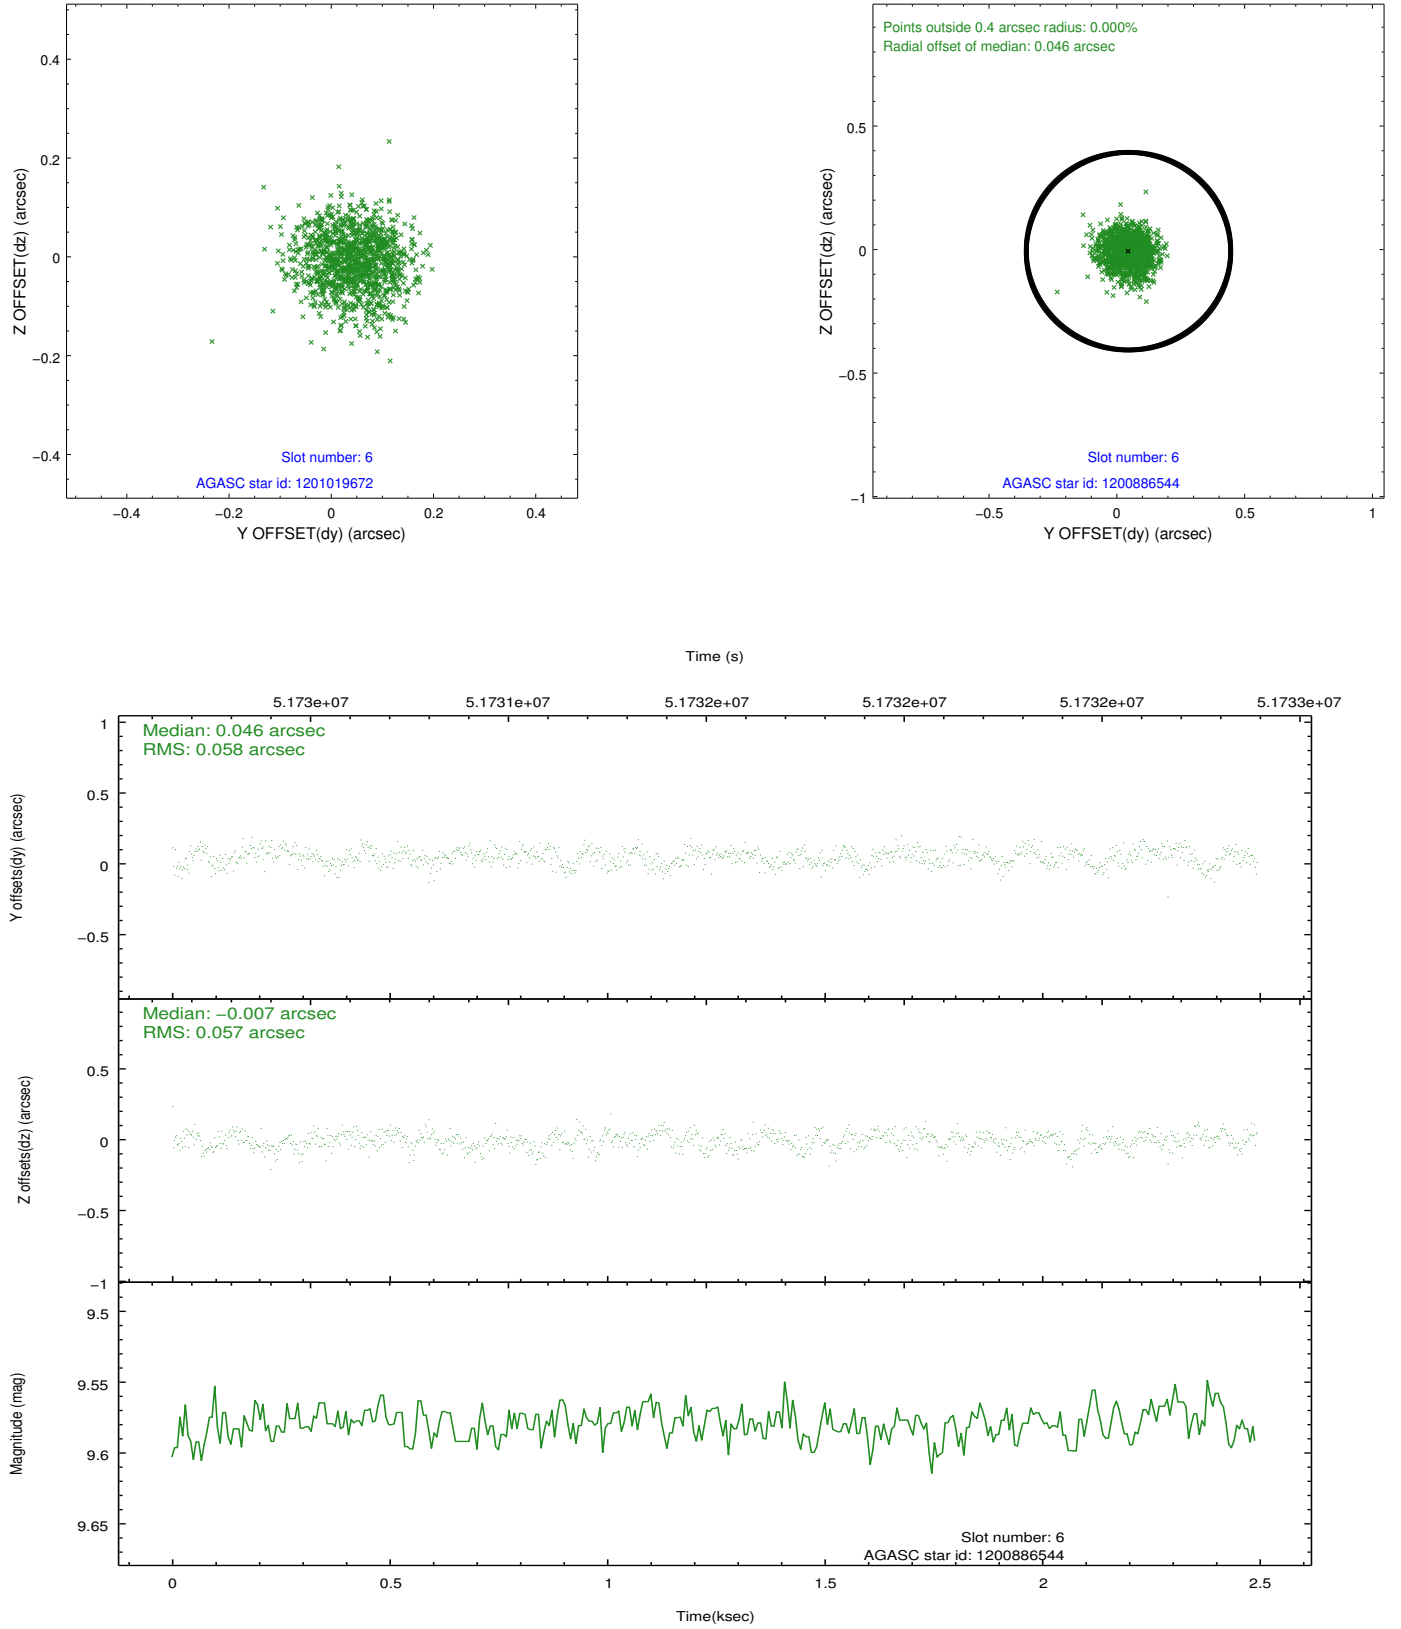 0.4
0.2
0
−0.2
−0.4
Z OFFSET(dz) (arcsec)
Slot number: 6
AGASC star id: 1201019672
−0.4 −0.2 0 0.2 0.4
Y OFFSET(dy) (arcsec)
Points outside 0.4 arcsec radius: 0.000%
Radial offset of median: 0.046 arcsec
0.5
0
−0.5
−1
Z OFFSET(dz) (arcsec)
Slot number: 6
AGASC star id: 1200886544
−0.5 0 0.5 1
Y OFFSET(dy) (arcsec)
Time (s)
5.173e+07 5.1731e+07 5.1732e+07 5.1732e+07 5.1732e+07 5.1733e+07
Median: 0.046 arcsec
RMS: 0.058 arcsec
1
0.5
0
−0.5
Y offsets(dy) (arcsec)
Median: −0.007 arcsec
RMS: 0.057 arcsec
0.5
0
−0.5
−1
Z offsets(dz) (arcsec)
9.5
9.55
9.6
9.65
Magnitude (mag)
Slot number: 6
AGASC star id: 1200886544
0 0.5 1 1.5 2 2.5
Time(ksec)